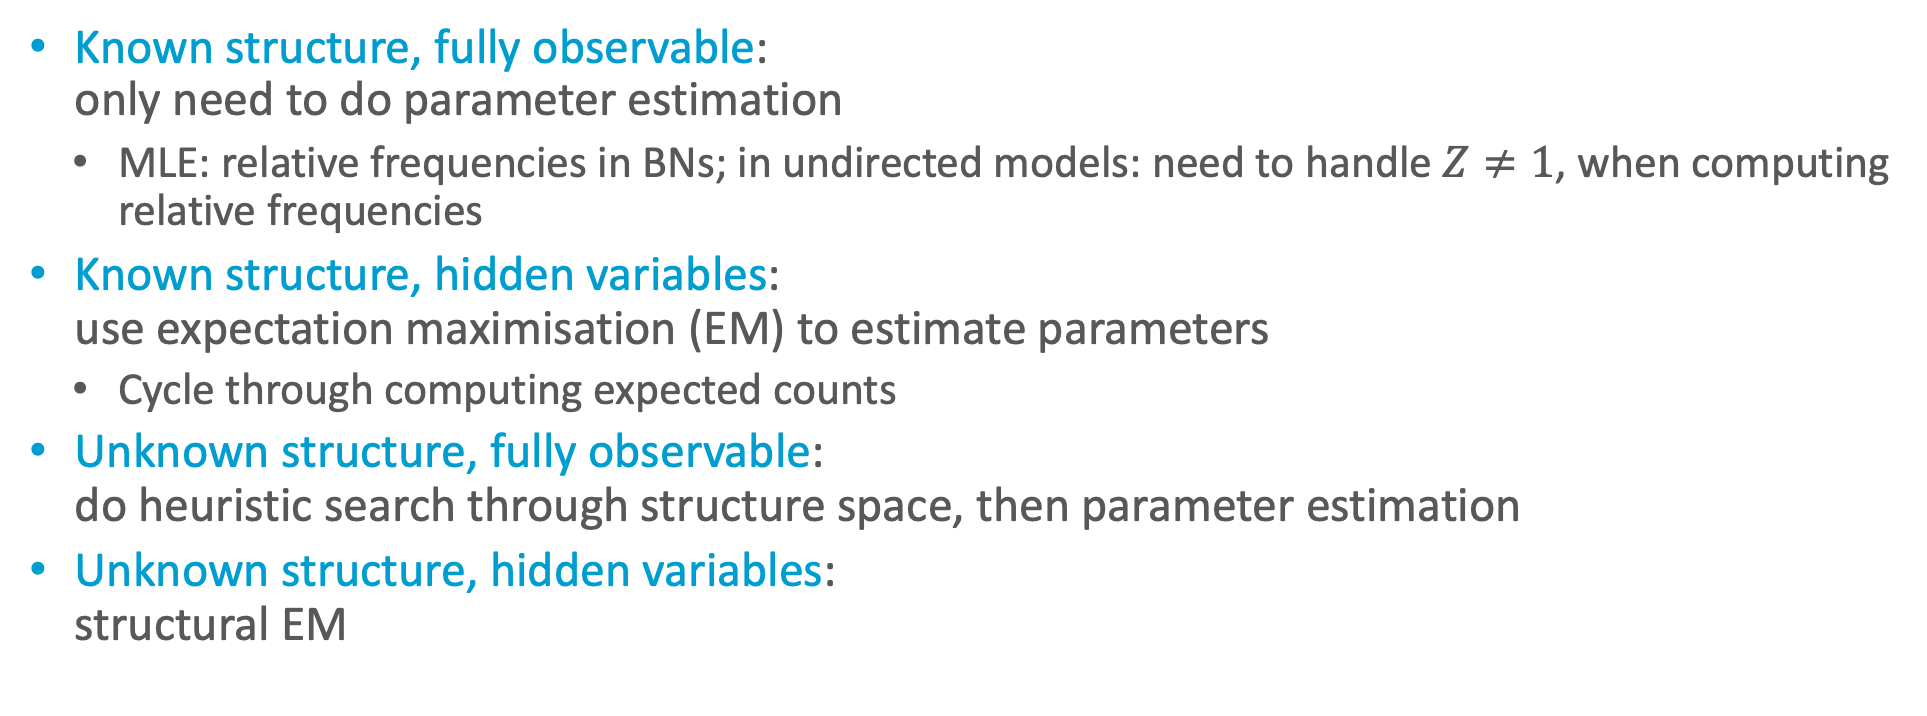 • Known structure, fully observable:
only need to do parameter estimation
• MLE: relative frequencies in BNs; in undirected models: need to handle 𝑍 ≠ 1, when computing
relative frequencies
• Known structure, hidden variables:
use expectation maximisation (EM) to estimate parameters
• Cycle through computing expected counts
• Unknown structure, fully observable:
do heuristic search through structure space, then parameter estimation
• Unknown structure, hidden variables:
structural EM